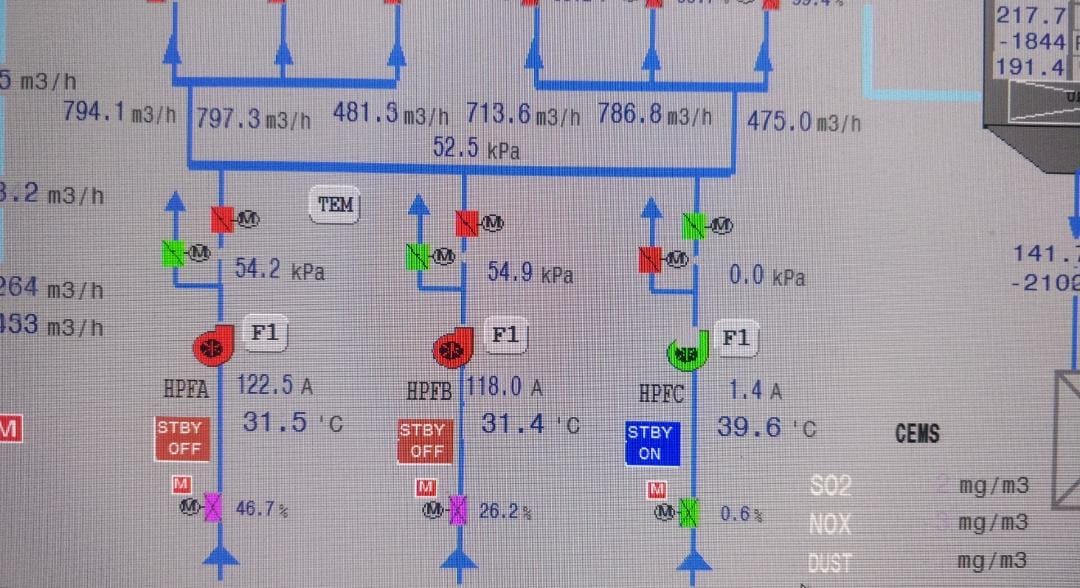 217.7
-1844
191.4
5 m3/h
794.1 m3/h 797.3 m3/h 481.3 m3/h 713.6 m3/h 786.8 m3/h 475.0 m3/h
52.5 kPa
3.2 m3/h
TEM
M M M
M M M
54.2 kPa 54.9 kPa 0.0 kPa
141.7
-2102
264 m3/h
453 m3/h
F1 F1 F1
HPFA 122.5 A HPFB 118.0 A HPFC 1.4 A
31.5 'C 31.4 'C 39.6 'C
M
STBY OFF STBY OFF STBY ON
CEMS
M M M
M 46.7 % M 26.2 % M 0.6 %
SO2 mg/m3
NOX mg/m3
DUST mg/m3